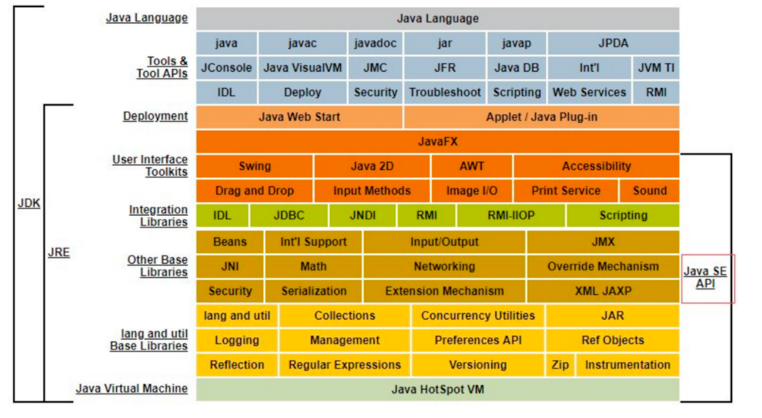 Java Language Java Language
java javac javadoc jar javap JPDA
Tools & Tool APIs JConsole Java VisualVM JMC JFR Java DB Int'l JVM TI
IDL Deploy Security Troubleshoot Scripting Web Services RMI
Deployment Java Web Start Applet / Java Plug-in
JavaFX
User Interface Toolkits Swing Java 2D AWT Accessibility
Drag and Drop Input Methods Image I/O Print Service Sound
JDK
Integration Libraries IDL JDBC JNDI RMI RMI-IIOP Scripting
JRE
Beans Int'l Support Input/Output JMX
Other Base Libraries JNI Math Networking Override Mechanism
Java SE API
Security Serialization Extension Mechanism XML JAXP
lang and util Collections Concurrency Utilities JAR
lang and util Base Libraries Logging Management Preferences API Ref Objects
Reflection Regular Expressions Versioning Zip Instrumentation
Java Virtual Machine Java HotSpot VM